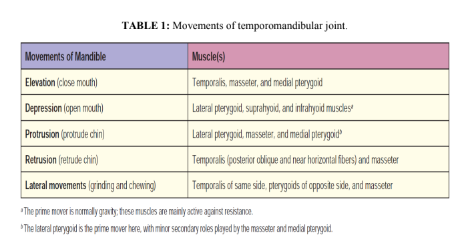 TABLE 1: Movements of temporomandibular joint.
Movements of Mandible Muscle(s)
Elevation (close mouth) Temporalis, masseter, and medial pterygoid
Depression (open mouth) Lateral pterygoid, suprahyoid, and infrahyoid musclesᵃ
Protrusion (protrude chin) Lateral pterygoid, masseter, and medial pterygoidᵇ
Retrusion (retrude chin) Temporalis (posterior oblique and near horizontal fibers) and masseter
Lateral movements (grinding and chewing) Temporalis of same side, pterygoids of opposite side, and masseter
ᵃ The prime mover is normally gravity; these muscles are mainly active against resistance.
ᵇ The lateral pterygoid is the prime mover here, with minor secondary roles played by the masseter and medial pterygoid.